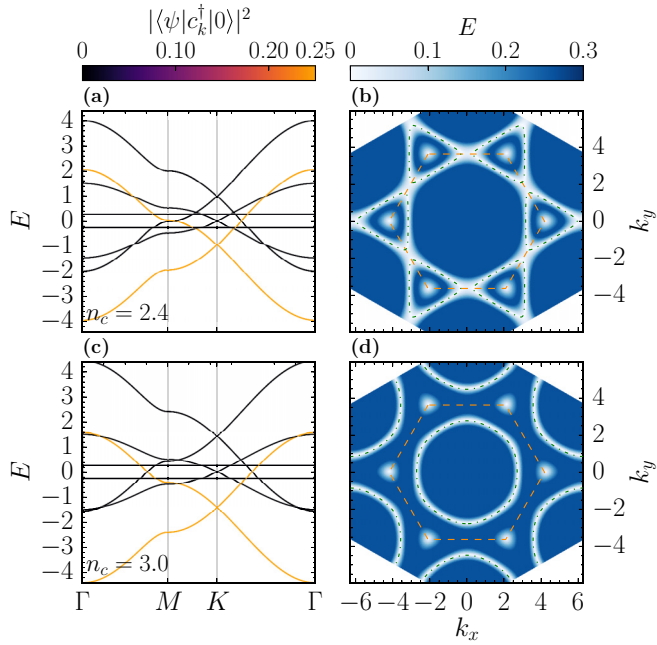 |⟨ψ|c†_k|0⟩|² E
0 0.10 0.20 0.25 0 0.1 0.2 0.3
(a) (b)
4
2
1
0
−1
−2
−3
−4
E
n_c = 2.4
4
2
0
−2
−4
k_y
(c) (d)
4
3
2
1
0
−1
−2
−3
−4
E
n_c = 3.0
4
2
0
−2
−4
k_y
Γ M K Γ −6 −4 −2 0 2 4 6
k_x